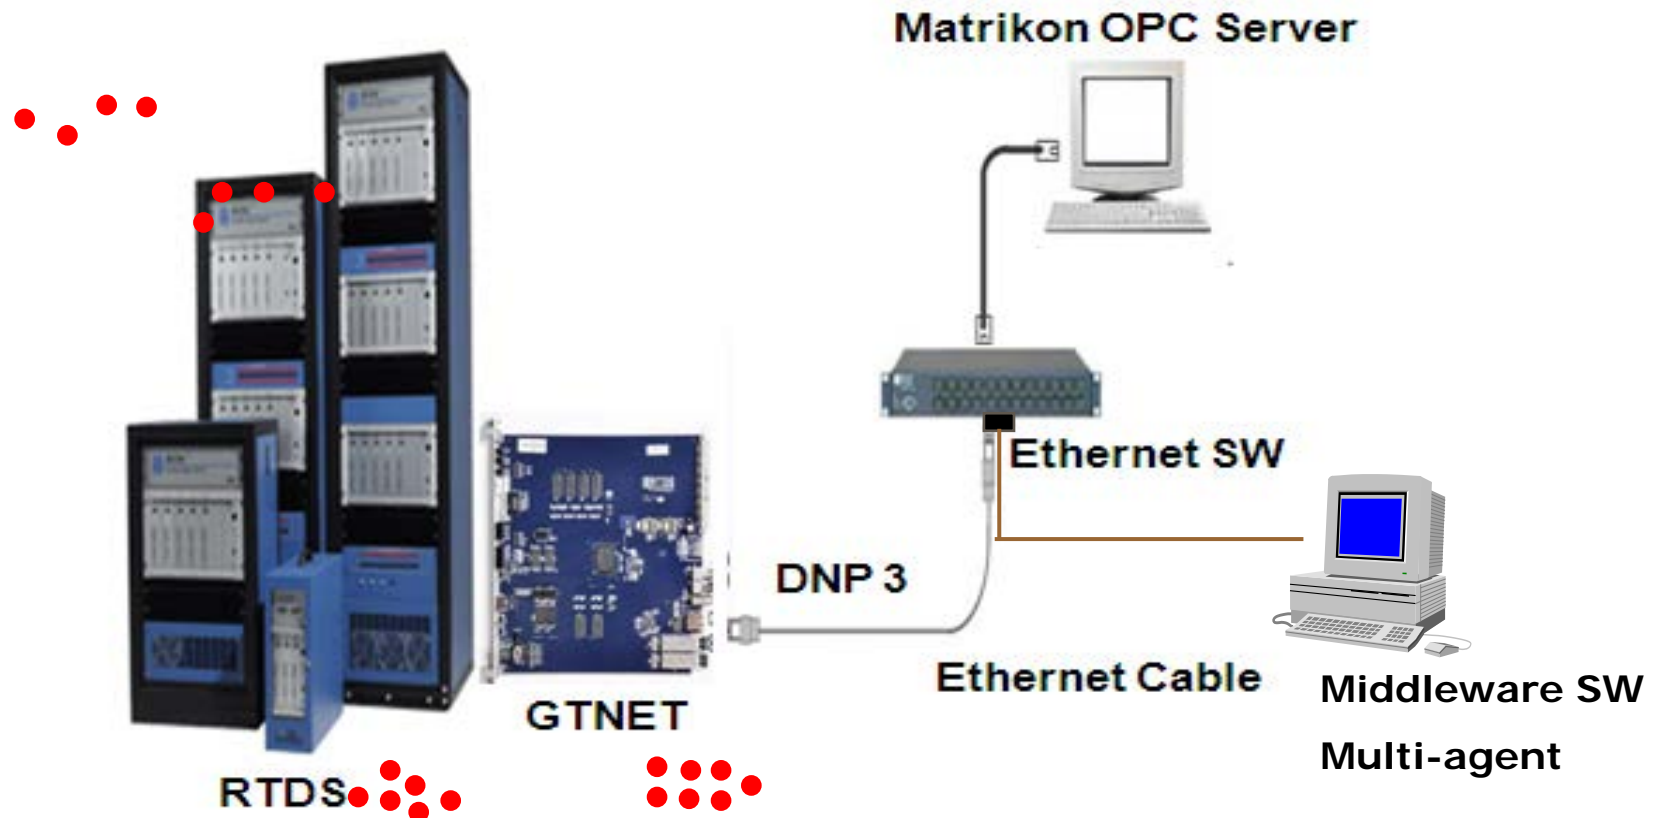 Matrikon OPC Server
Ethernet SW
DNP 3
Ethernet Cable
GTNET
Middleware SW
Multi-agent
RTDS